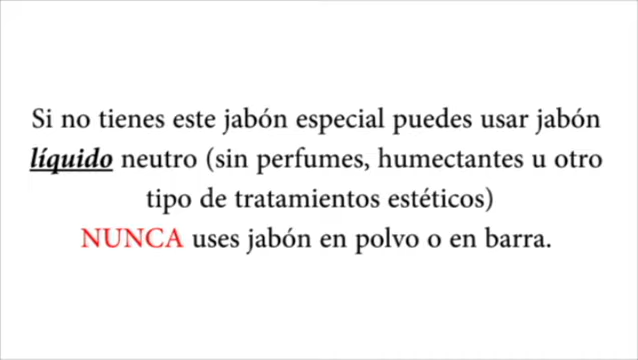 Si no tienes este jabón especial puedes usar jabón
líquido neutro (sin perfumes, humectantes u otro
tipo de tratamientos estéticos)
NUNCA uses jabón en polvo o en barra.